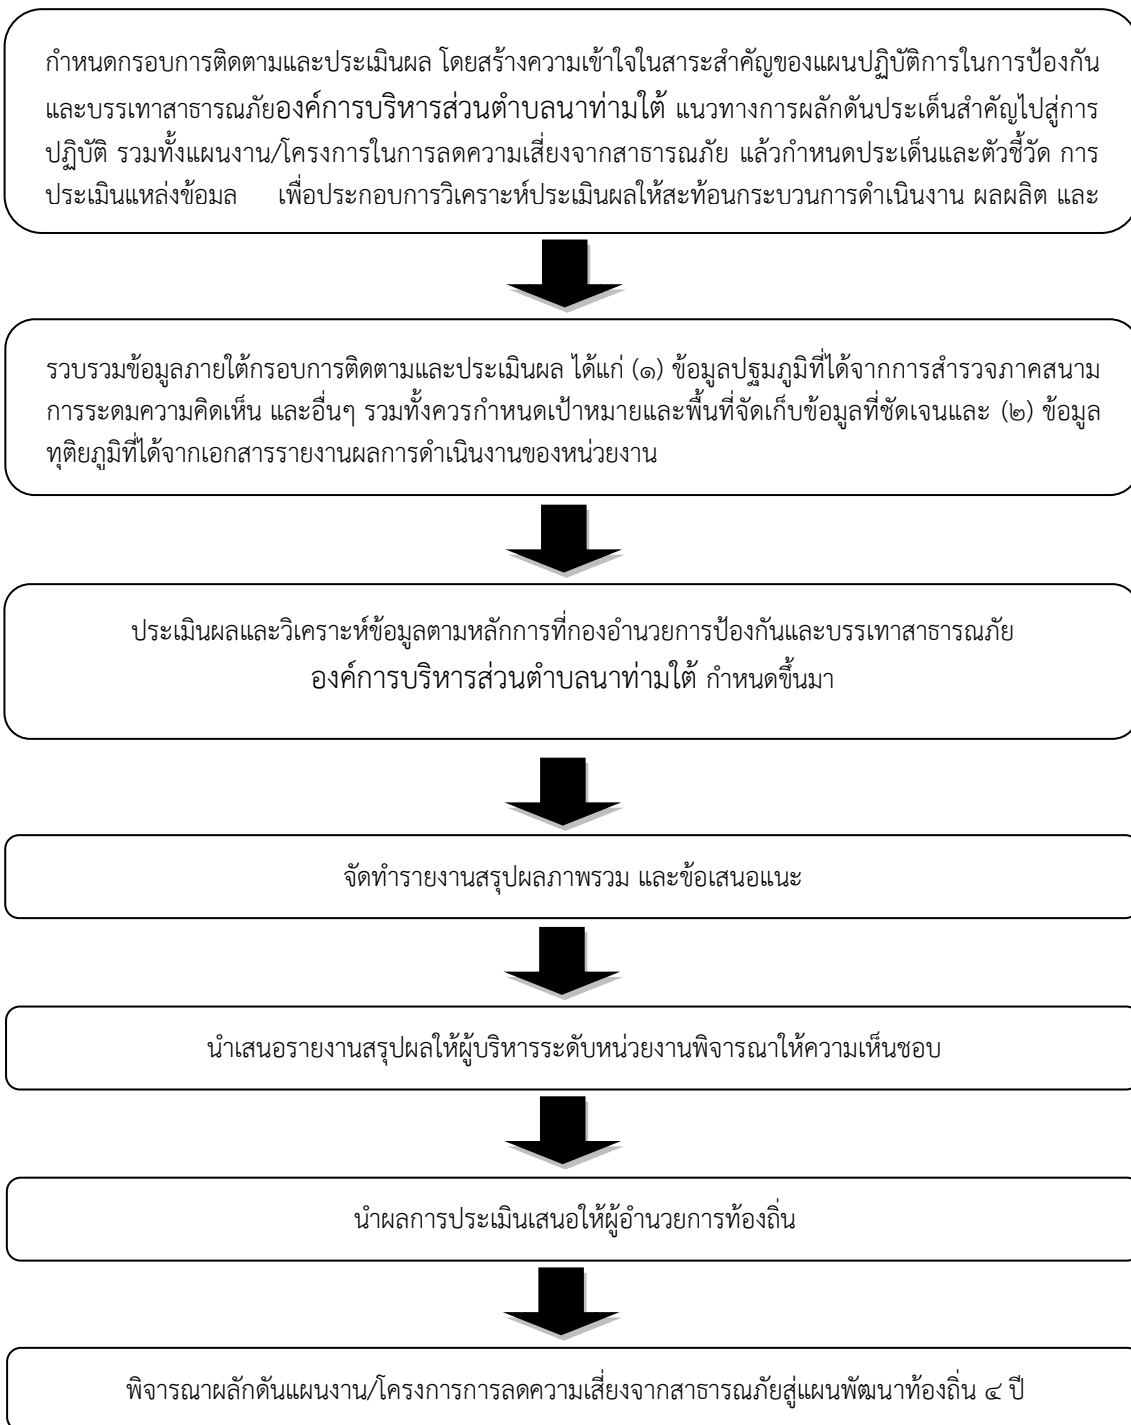 กำหนดกรอบการติดตามและประเมินผล โดยสร้างความเข้าใจในสาระสำคัญของแผนปฏิบัติการในการป้องกัน
และบรรเทาสาธารณภัยองค์การบริหารส่วนตำบลนาท่ามใต้ แนวทางการผลักดันประเด็นสำคัญไปสู่การ
ปฏิบัติ รวมทั้งแผนงาน/โครงการในการลดความเสี่ยงจากสาธารณภัย แล้วกำหนดประเด็นและตัวชี้วัด การ
ประเมินแหล่งข้อมูล เพื่อประกอบการวิเคราะห์ประเมินผลให้สะท้อนกระบวนการดำเนินงาน ผลผลิต และ
รวบรวมข้อมูลภายใต้กรอบการติดตามและประเมินผล ได้แก่ (๑) ข้อมูลปฐมภูมิที่ได้จากการสำรวจภาคสนาม
การระดมความคิดเห็น และอื่นๆ รวมทั้งควรกำหนดเป้าหมายและพื้นที่จัดเก็บข้อมูลที่ชัดเจนและ (๒) ข้อมูล
ทุติยภูมิที่ได้จากเอกสารรายงานผลการดำเนินงานของหน่วยงาน
ประเมินผลและวิเคราะห์ข้อมูลตามหลักการที่กองอำนวยการป้องกันและบรรเทาสาธารณภัย
องค์การบริหารส่วนตำบลนาท่ามใต้ กำหนดขึ้นมา
จัดทำรายงานสรุปผลภาพรวม และข้อเสนอแนะ
นำเสนอรายงานสรุปผลให้ผู้บริหารระดับหน่วยงานพิจารณาให้ความเห็นชอบ
นำผลการประเมินเสนอให้ผู้อำนวยการท้องถิ่น
พิจารณาผลักดันแผนงาน/โครงการการลดความเสี่ยงจากสาธารณภัยสู่แผนพัฒนาท้องถิ่น ๔ ปี